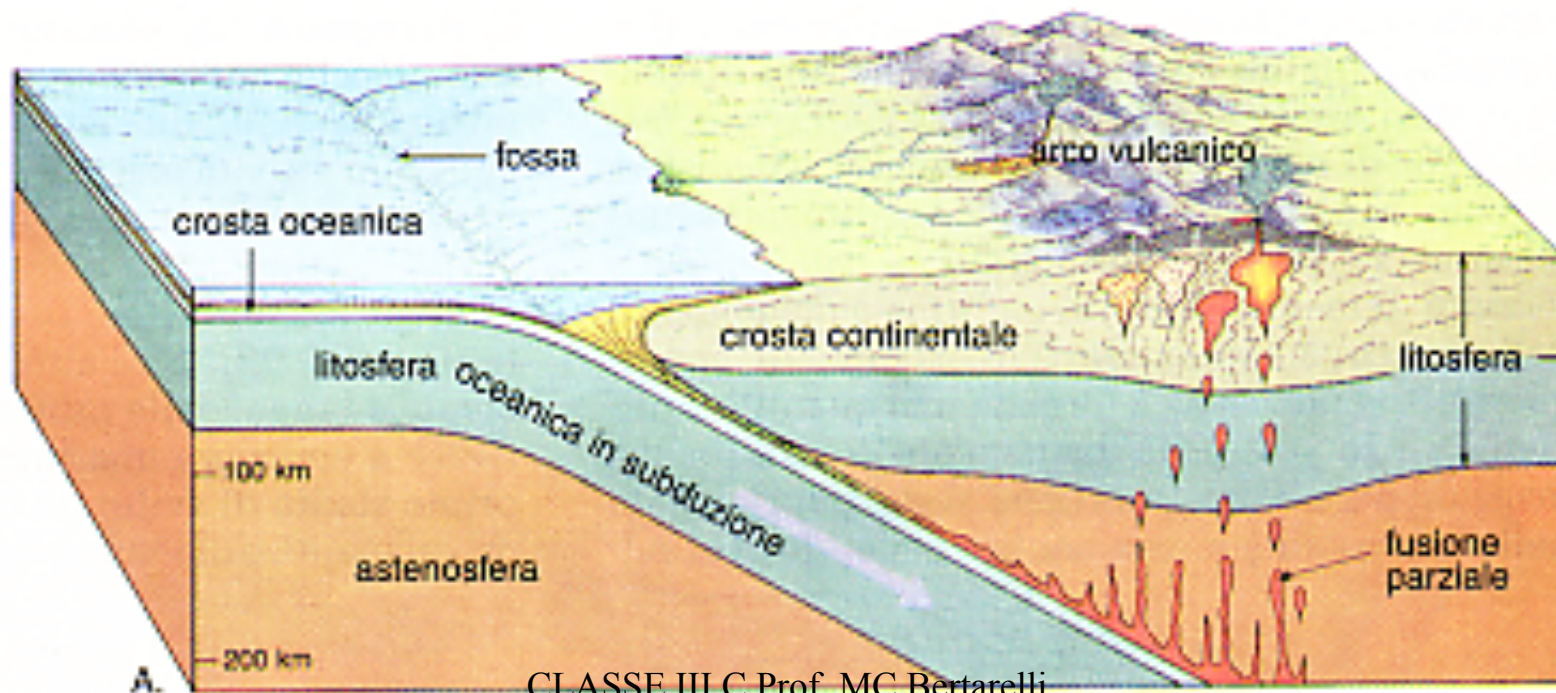 fossa
arco vulcanico
crosta oceanica
crosta continentale
litosfera
litosfera oceanica in subduzione
100 km
astenosfera
fusione
parziale
200 km
A.
CLASSE III C Prof. MC Bertarelli